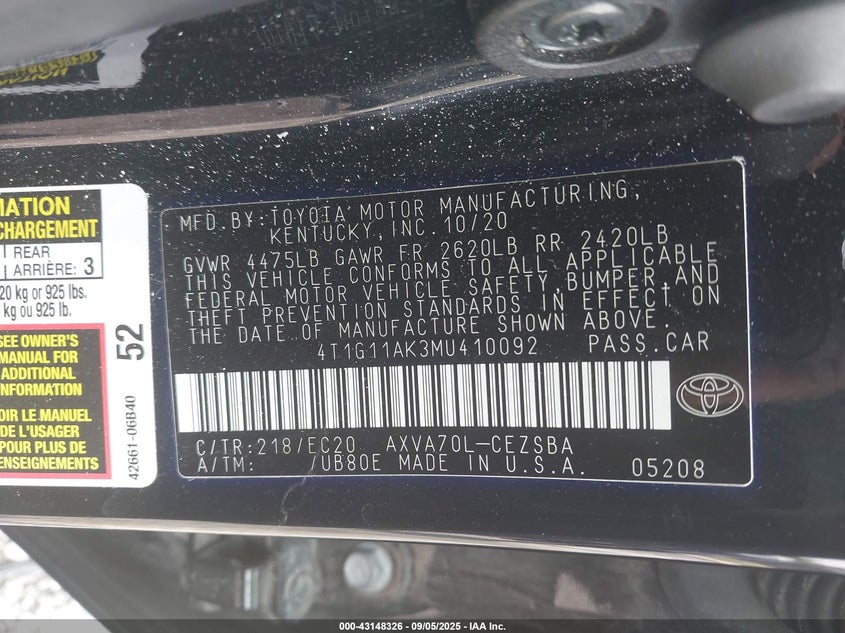 MATION
CHARGEMENT
REAR
ARRIÈRE: 3
20 kg or 925 lbs.
kg ou 925 lb.
SEE OWNER'S
MANUAL FOR
ADDITIONAL
INFORMATION
OIR LE MANUEL
DE L'USAGER
POUR PLUS DE
ENSEIGNEMENTS
52
42661-06B40
MFD.BY:TOYOTA MOTOR MANUFACTURING,
KENTUCKY, INC. 10/20
GVWR 4475LB GAWR FR 2620LB RR 2420LB
THIS VEHICLE CONFORMS TO ALL APPLICABLE
FEDERAL MOTOR VEHICLE SAFETY,BUMPER,AND
THEFT PREVENTION STANDARDS IN EFFECT ON
THE DATE OF MANUFACTURE SHOWN ABOVE.
4T1G11AK3MU410092 PASS.CAR
C/TR:218/EC20 AXVA70L-CEZSBA
A/TM: /UB80E MADE IN U.S.A. 05208
000-43148326 - 09/05/2025 - IAA Inc.